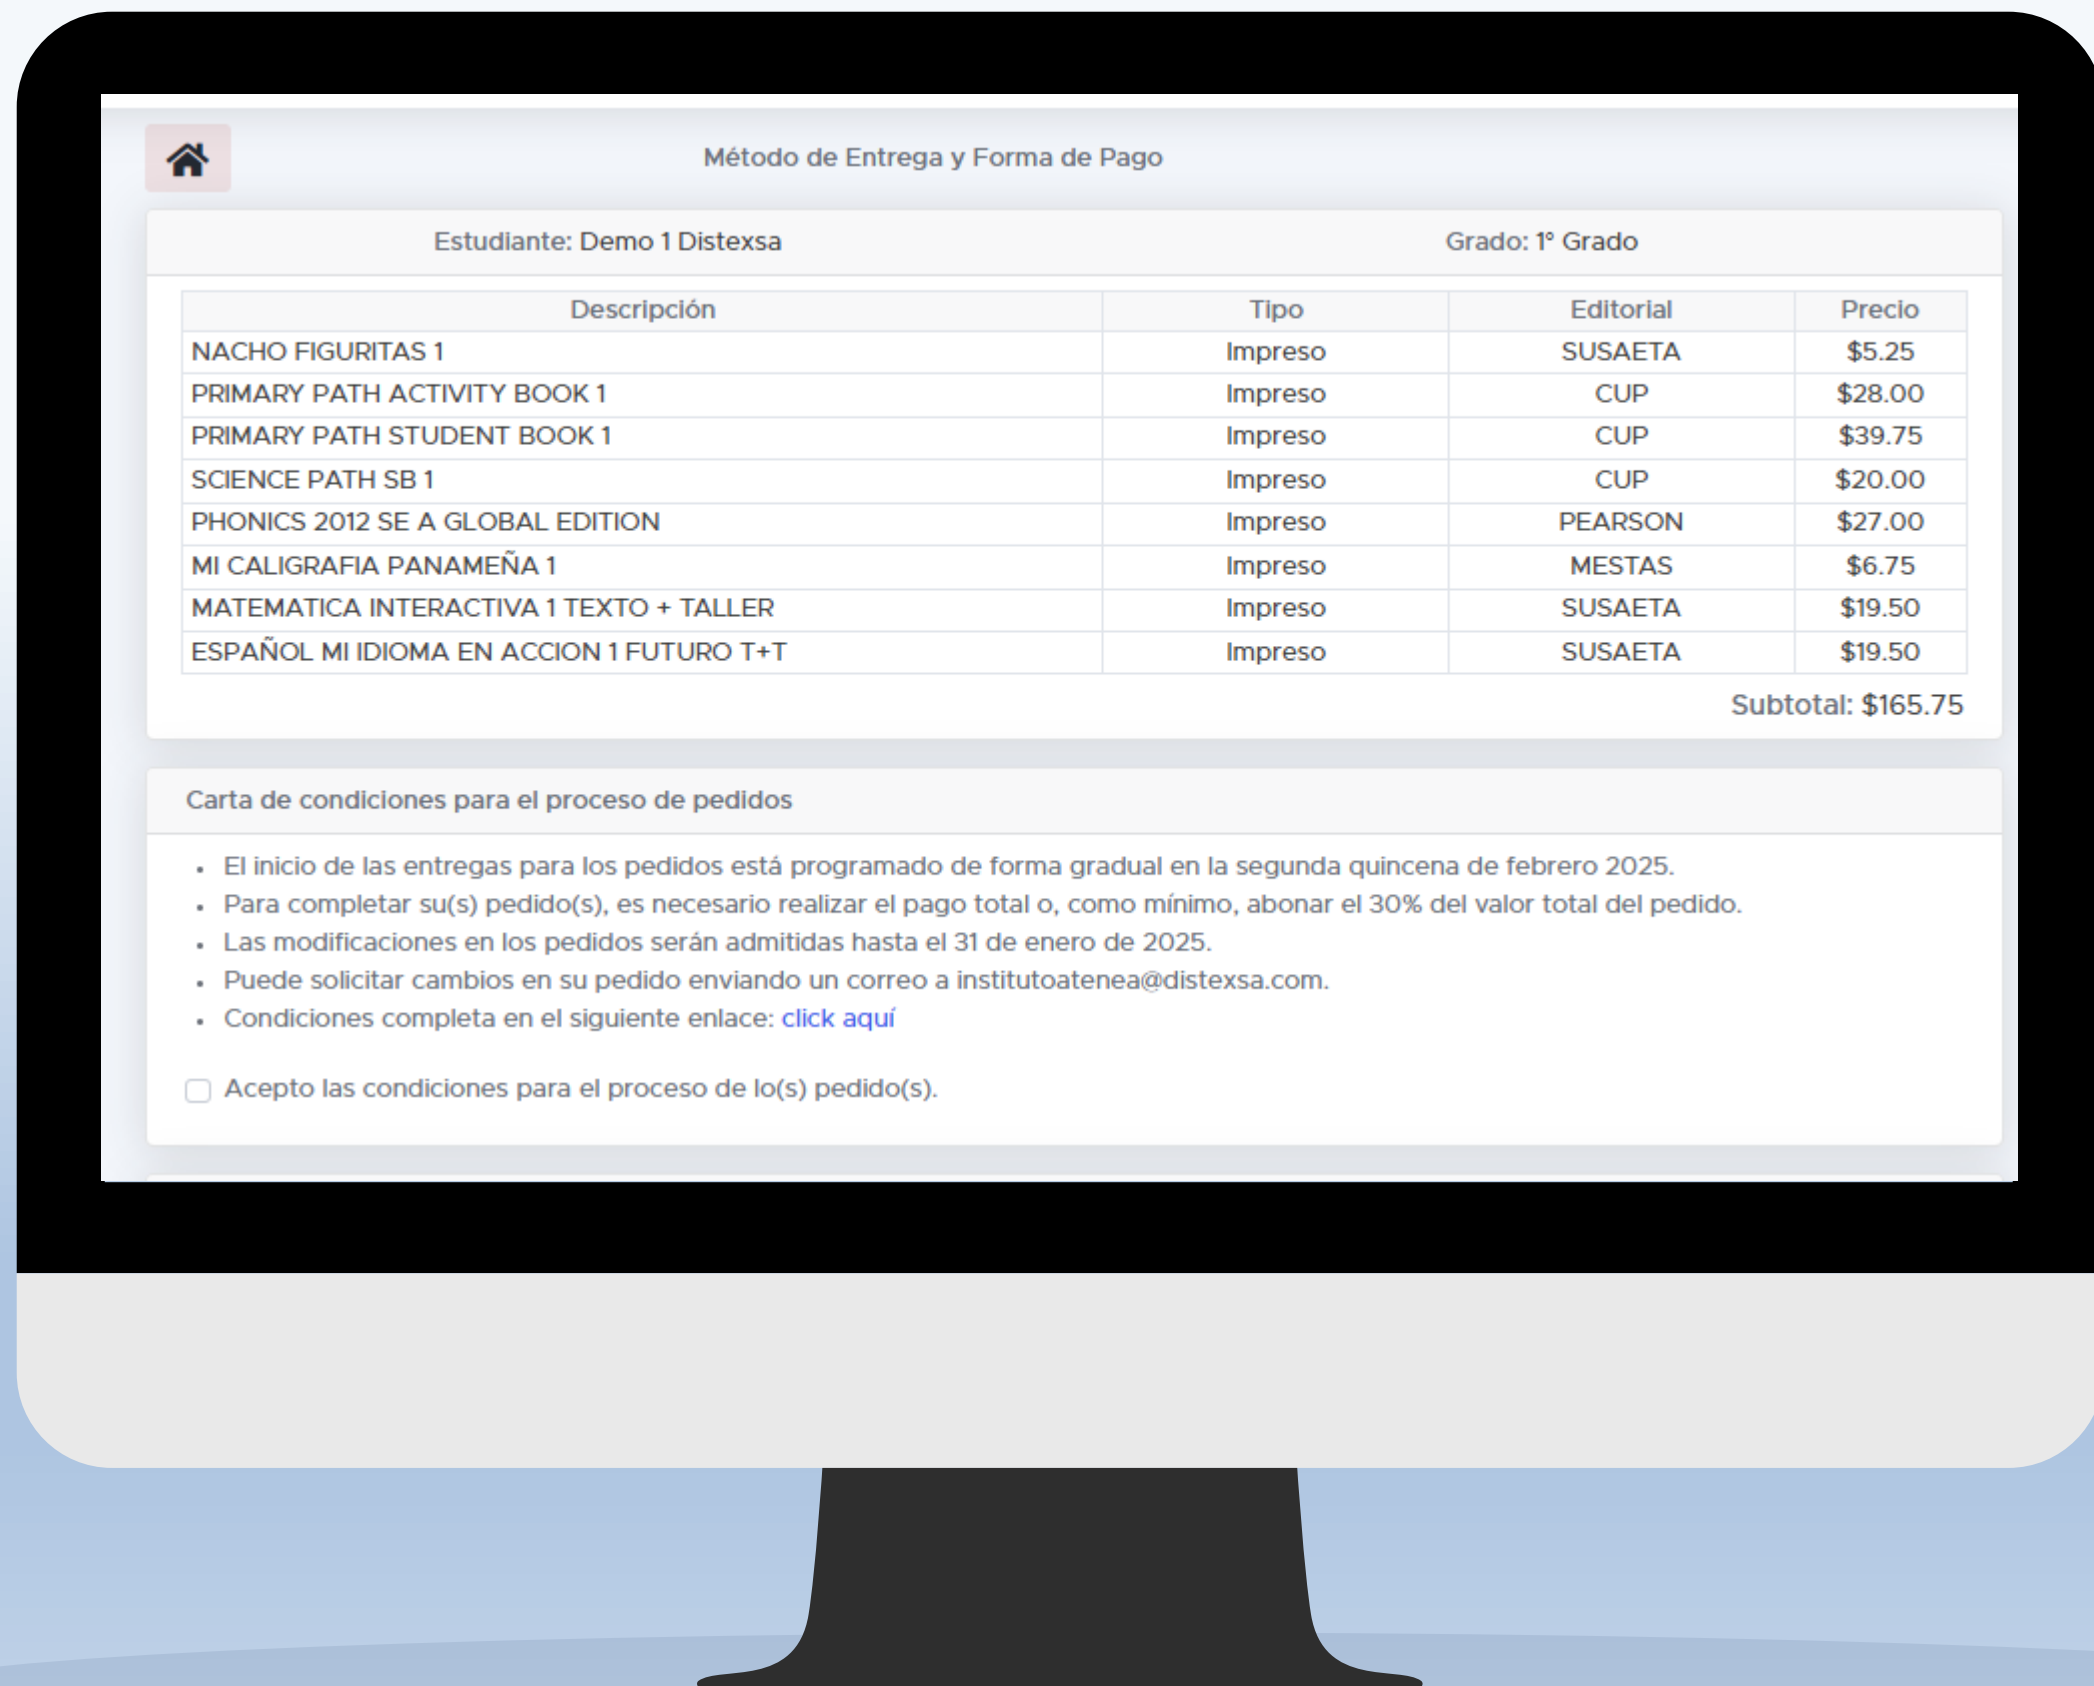 Método de Entrega y Forma de Pago
Estudiante: Demo 1 Distexsa Grado: 1° Grado
Descripción Tipo Editorial Precio
NACHO FIGURITAS 1 Impreso SUSAETA $5.25
PRIMARY PATH ACTIVITY BOOK 1 Impreso CUP $28.00
PRIMARY PATH STUDENT BOOK 1 Impreso CUP $39.75
SCIENCE PATH SB 1 Impreso CUP $20.00
PHONICS 2012 SE A GLOBAL EDITION Impreso PEARSON $27.00
MI CALIGRAFIA PANAMEÑA 1 Impreso MESTAS $6.75
MATEMATICA INTERACTIVA 1 TEXTO + TALLER Impreso SUSAETA $19.50
ESPAÑOL MI IDIOMA EN ACCION 1 FUTURO T+T Impreso SUSAETA $19.50
Subtotal: $165.75
Carta de condiciones para el proceso de pedidos
• El inicio de las entregas para los pedidos está programado de forma gradual en la segunda quincena de febrero 2025.
• Para completar su(s) pedido(s), es necesario realizar el pago total o, como mínimo, abonar el 30% del valor total del pedido.
• Las modificaciones en los pedidos serán admitidas hasta el 31 de enero de 2025.
• Puede solicitar cambios en su pedido enviando un correo a institutoatenea@distexsa.com.
• Condiciones completa en el siguiente enlace: click aquí
Acepto las condiciones para el proceso de lo(s) pedido(s).